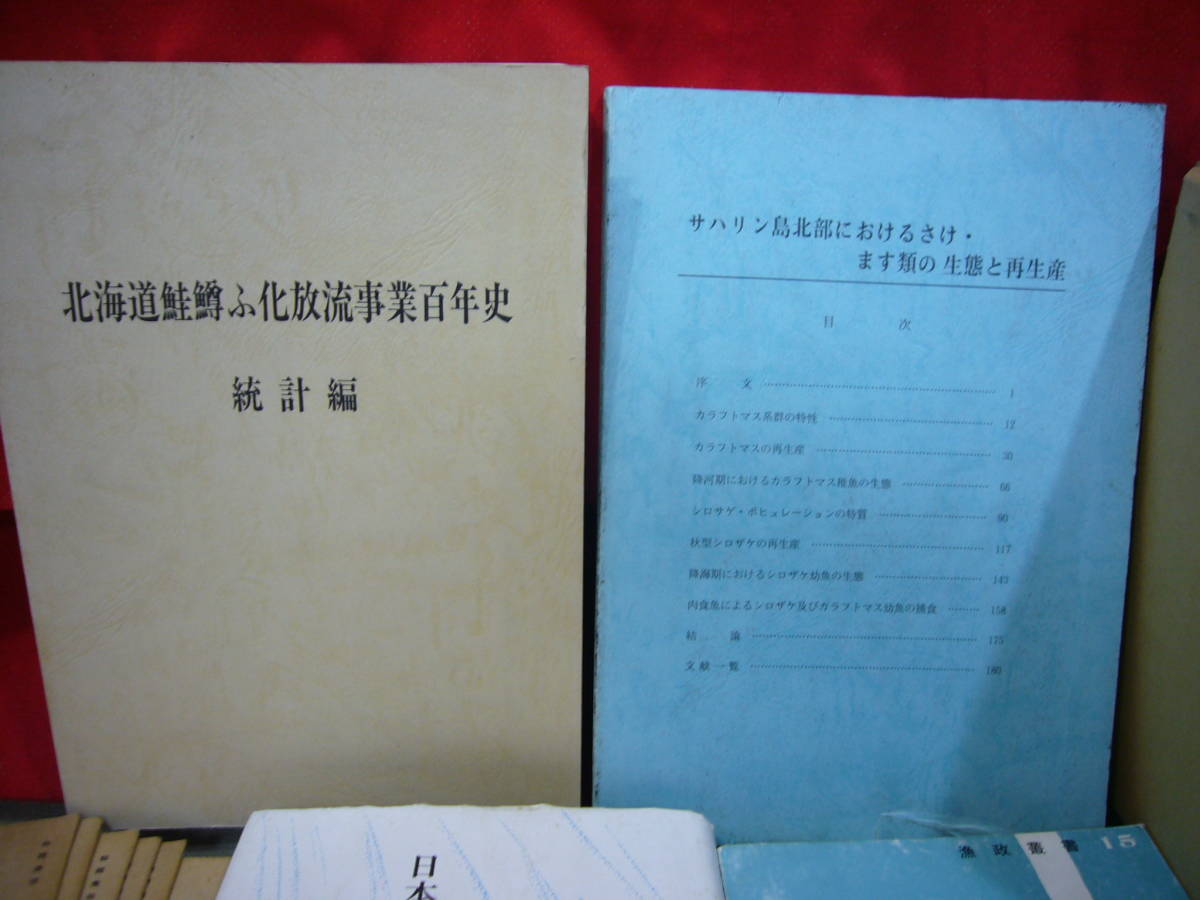 北海道鮭鱒ふ化放流事業百年史
統計編
サハリン島北部におけるさけ・
ます類の生態と再生産
目 次
序 文 …… 1
カラフトマス系群の特性 …… 12
カラフトマスの再生産 …… 30
降河期におけるカラフトマス稚魚の生態 …… 66
シロサゲ・ポピュレーションの特質 …… 90
秋型シロザケの再生産 …… 117
降海期におけるシロザケ幼魚の生態 …… 143
肉食魚によるシロザケ及びカラフトマス幼魚の捕食 …… 158
結 論 …… 175
文献一覧 …… 180
日本
漁政叢書 15